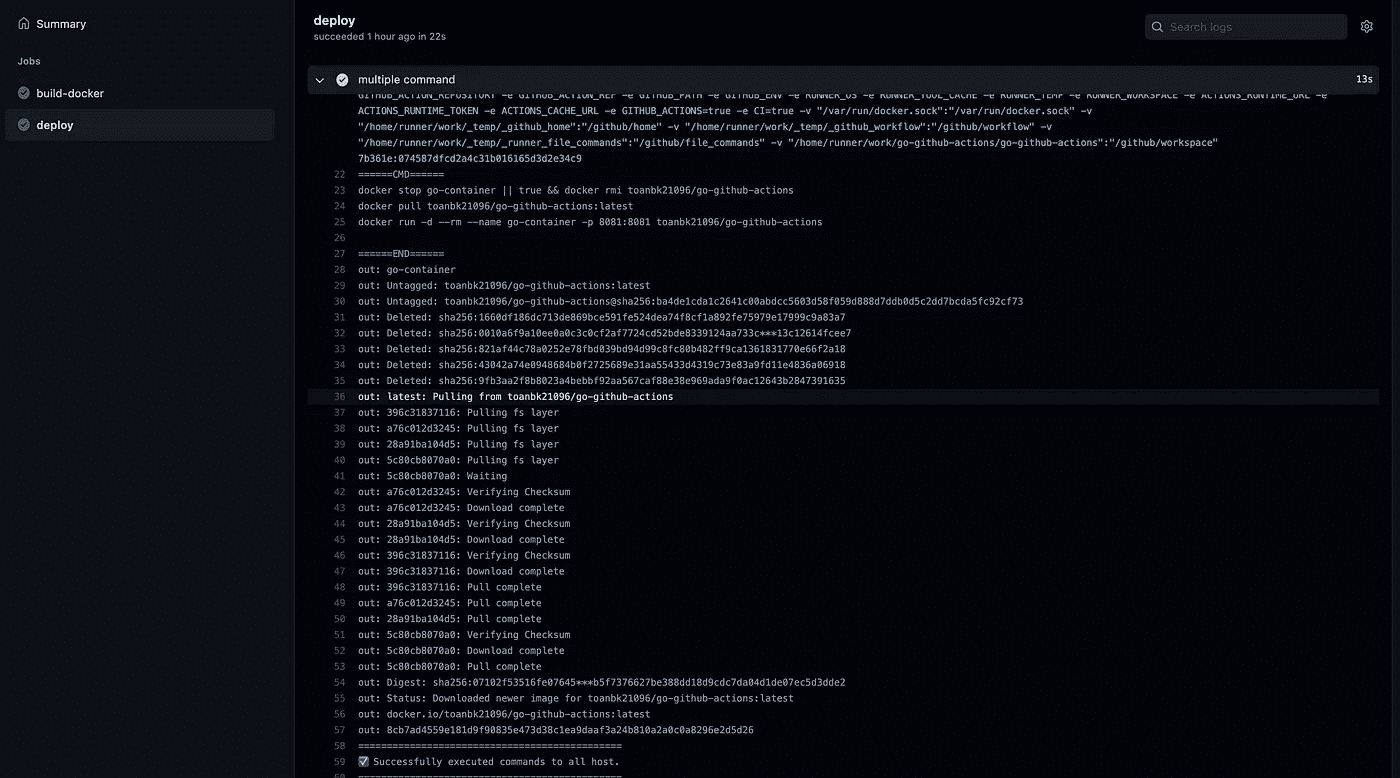 Summary
Jobs
build-docker
deploy
deploy
succeeded 1 hour ago in 22s
Search logs
multiple command
13s
GITHUB_ACTION_REPOSITORY -e GITHUB_ACTION_REF -e GITHUB_PATH -e GITHUB_ENV -e RUNNER_OS -e RUNNER_TOOL_CACHE -e RUNNER_TEMP -e RUNNER_WORKSPACE -e ACTIONS_RUNTIME_URL -e
ACTIONS_RUNTIME_TOKEN -e ACTIONS_CACHE_URL -e GITHUB_ACTIONS=true -e CI=true -v "/var/run/docker.sock":"/var/run/docker.sock" -v
"/home/runner/work/_temp/_github_home":"/github/home" -v "/home/runner/work/_temp/_github_workflow":"/github/workflow" -v
"/home/runner/work/_temp/_runner_file_commands":"/github/file_commands" -v "/home/runner/work/go-github-actions/go-github-actions":"/github/workspace"
7b361e:074587dfcd2a4c31b016165d3d2e34c9
22 ======CMD======
23 docker stop go-container || true && docker rmi toanbk21096/go-github-actions
24 docker pull toanbk21096/go-github-actions:latest
25 docker run -d --rm --name go-container -p 8081:8081 toanbk21096/go-github-actions
26
27 ======END======
28 out: go-container
29 out: Untagged: toanbk21096/go-github-actions:latest
30 out: Untagged: toanbk21096/go-github-actions@sha256:ba4de1cda1c2641c00abdcc5603d58f059d888d7ddb0d5c2dd7bcda5fc92cf73
31 out: Deleted: sha256:1660df186dc713de869bce591fe524dea74f8cf1a892fe75979e17999c9a83a7
32 out: Deleted: sha256:0010a6f9a10ee0a0c3c0cf2af7724cd52bde8339124aa733c***13c12614fcee7
33 out: Deleted: sha256:821af44c78a0252e78fbd039bd94d99c8fc80b482ff9ca1361831770e66f2a18
34 out: Deleted: sha256:43042a74e0948684b0f2725689e31aa55433d4319c73e83a9fd11e4836a06918
35 out: Deleted: sha256:9fb3aa2f8b8023a4bebbf92aa567caf88e38e969ada9f0ac12643b2847391635
36 out: latest: Pulling from toanbk21096/go-github-actions
37 out: 396c31837116: Pulling fs layer
38 out: a76c012d3245: Pulling fs layer
39 out: 28a91ba104d5: Pulling fs layer
40 out: 5c80cb8070a0: Pulling fs layer
41 out: 5c80cb8070a0: Waiting
42 out: a76c012d3245: Verifying Checksum
43 out: a76c012d3245: Download complete
44 out: 28a91ba104d5: Verifying Checksum
45 out: 28a91ba104d5: Download complete
46 out: 396c31837116: Verifying Checksum
47 out: 396c31837116: Download complete
48 out: 396c31837116: Pull complete
49 out: a76c012d3245: Pull complete
50 out: 28a91ba104d5: Pull complete
51 out: 5c80cb8070a0: Verifying Checksum
52 out: 5c80cb8070a0: Download complete
53 out: 5c80cb8070a0: Pull complete
54 out: Digest: sha256:07102f53516fe07645***b5f7376627be388dd18d9cdc7da04d1de07ec5d3dde2
55 out: Status: Downloaded newer image for toanbk21096/go-github-actions:latest
56 out: docker.io/toanbk21096/go-github-actions:latest
57 out: 8cb7ad4559e181d9f90835e473d38c1ea9daaf3a24b810a2a0c0a8296e2d5d26
58 ==============================================
59 ☑ Successfully executed commands to all host.
60 ==============================================